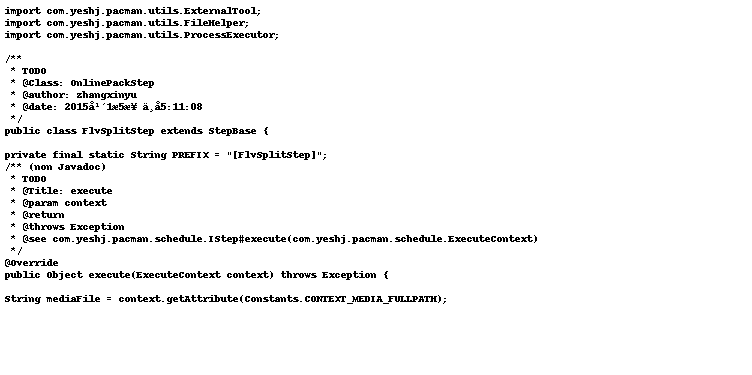 import com.yeshj.pacman.utils.ExternalTool;
import com.yeshj.pacman.utils.FileHelper;
import com.yeshj.pacman.utils.ProcessExecutor;
/**
* TODO
* @Class: OnlinePackStep
* @author: zhangxinyu
* @date: 2015å¹´1æ5æ¥ ä¸å5:11:08
*/
public class FlvSplitStep extends StepBase {
private final static String PREFIX = "[FlvSplitStep]";
/** (non Javadoc)
* TODO
* @Title: execute
* @param context
* @return
* @throws Exception
* @see com.yeshj.pacman.schedule.IStep#execute(com.yeshj.pacman.schedule.ExecuteContext)
*/
@Override
public Object execute(ExecuteContext context) throws Exception {
String mediaFile = context.getAttribute(Constants.CONTEXT_MEDIA_FULLPATH);